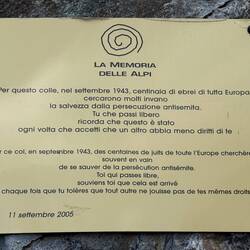 LA MEMORIA
DELLE ALPI
Per questo colle, nel settembre 1943, centinaia di ebrei di tutta Europa
cercarono molti invano
la salvezza dalla persecuzione antisemita.
Tu che passi libero
ricorda che questo è stato
ogni volta che accetti che un altro abbia meno diritti di te
ce col, en septembre 1943, des centaines de juifs de toute l'Europe cherchèrent
souvent en vain
de se sauver de la persécution antisémite.
Toi qui passes libre,
souviens toi que cela est arrivé
chaque fois que tu tolères que tout autre ne jouisse pas de tes mêmes droits
11 settembre 2005